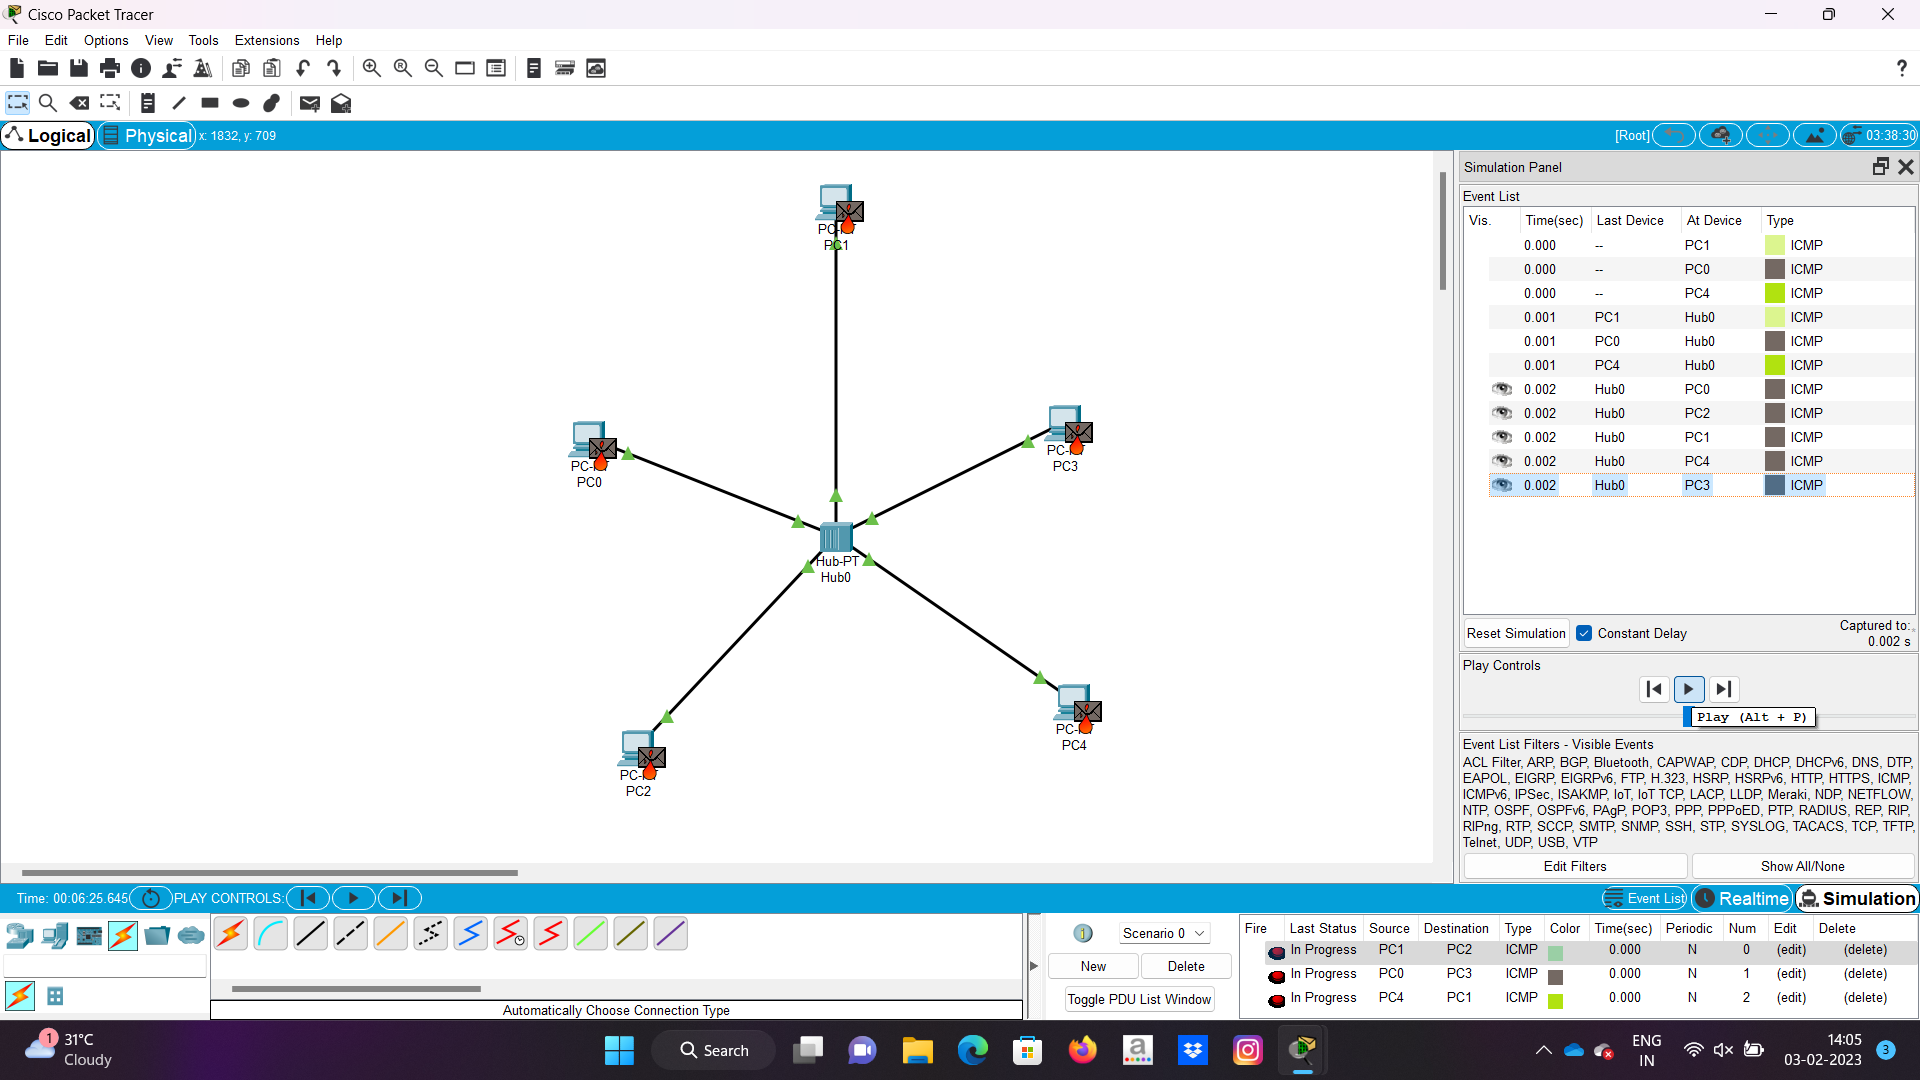 Cisco Packet Tracer
File Edit Options View Tools Extensions Help
?
Logical Physical x: 1832, y: 709 [Root] 03:38:30
PC1
PC3
PC0
Hub-PT
Hub0
PC4
PC2
Simulation Panel
Event List
Vis. Time(sec) Last Device At Device Type
0.000 -- PC1 ICMP
0.000 -- PC0 ICMP
0.000 -- PC4 ICMP
0.001 PC1 Hub0 ICMP
0.001 PC0 Hub0 ICMP
0.001 PC4 Hub0 ICMP
0.002 Hub0 PC0 ICMP
0.002 Hub0 PC2 ICMP
0.002 Hub0 PC1 ICMP
0.002 Hub0 PC4 ICMP
0.002 Hub0 PC3 ICMP
Reset Simulation Constant Delay Captured to:
0.002 s
Play Controls
Play (Alt + P)
Event List Filters - Visible Events
ACL Filter, ARP, BGP, Bluetooth, CAPWAP, CDP, DHCP, DHCPv6, DNS, DTP,
EAPOL, EIGRP, EIGRPv6, FTP, H.323, HSRP, HSRPv6, HTTP, HTTPS, ICMP,
ICMPv6, IPSec, ISAKMP, IoT, IoT TCP, LACP, LLDP, Meraki, NDP, NETFLOW,
NTP, OSPF, OSPFv6, PAgP, POP3, PPP, PPPoED, PTP, RADIUS, REP, RIP,
RIPng, RTP, SCCP, SMTP, SNMP, SSH, STP, SYSLOG, TACACS, TCP, TFTP,
Telnet, UDP, USB, VTP
Edit Filters Show All/None
Time: 00:06:25.645 PLAY CONTROLS: Event List Realtime Simulation
Automatically Choose Connection Type
Scenario 0
New Delete
Toggle PDU List Window
Fire Last Status Source Destination Type Color Time(sec) Periodic Num Edit Delete
In Progress PC1 PC2 ICMP 0.000 N 0 (edit) (delete)
In Progress PC0 PC3 ICMP 0.000 N 1 (edit) (delete)
In Progress PC4 PC1 ICMP 0.000 N 2 (edit) (delete)
1
31°C
Cloudy
Search
a
ENG
IN
14:05
03-02-2023
3